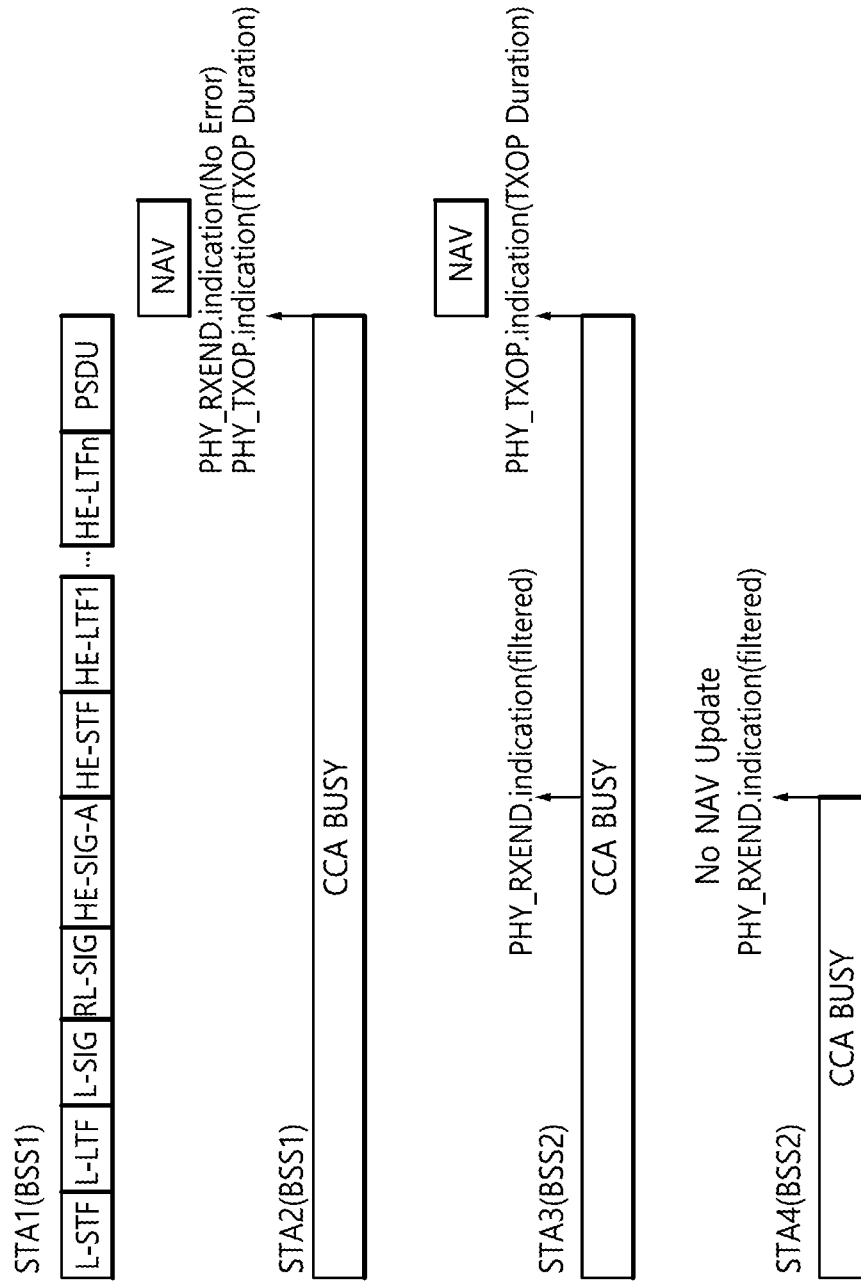 STA1(BSS1)
L-STF L-LTF L-SIG RL-SIG HE-SIG-A HE-STF HE-LTF1 ... HE-LTFn PSDU
NAV
PHY_RXEND.indication(No Error)
PHY_TXOP.indication(TXOP Duration)
STA2(BSS1)
CCA BUSY
NAV
PHY_TXOP.indication(TXOP Duration)
PHY_RXEND.indication(filtered)
STA3(BSS2)
CCA BUSY
No NAV Update
PHY_RXEND.indication(filtered)
STA4(BSS2)
CCA BUSY